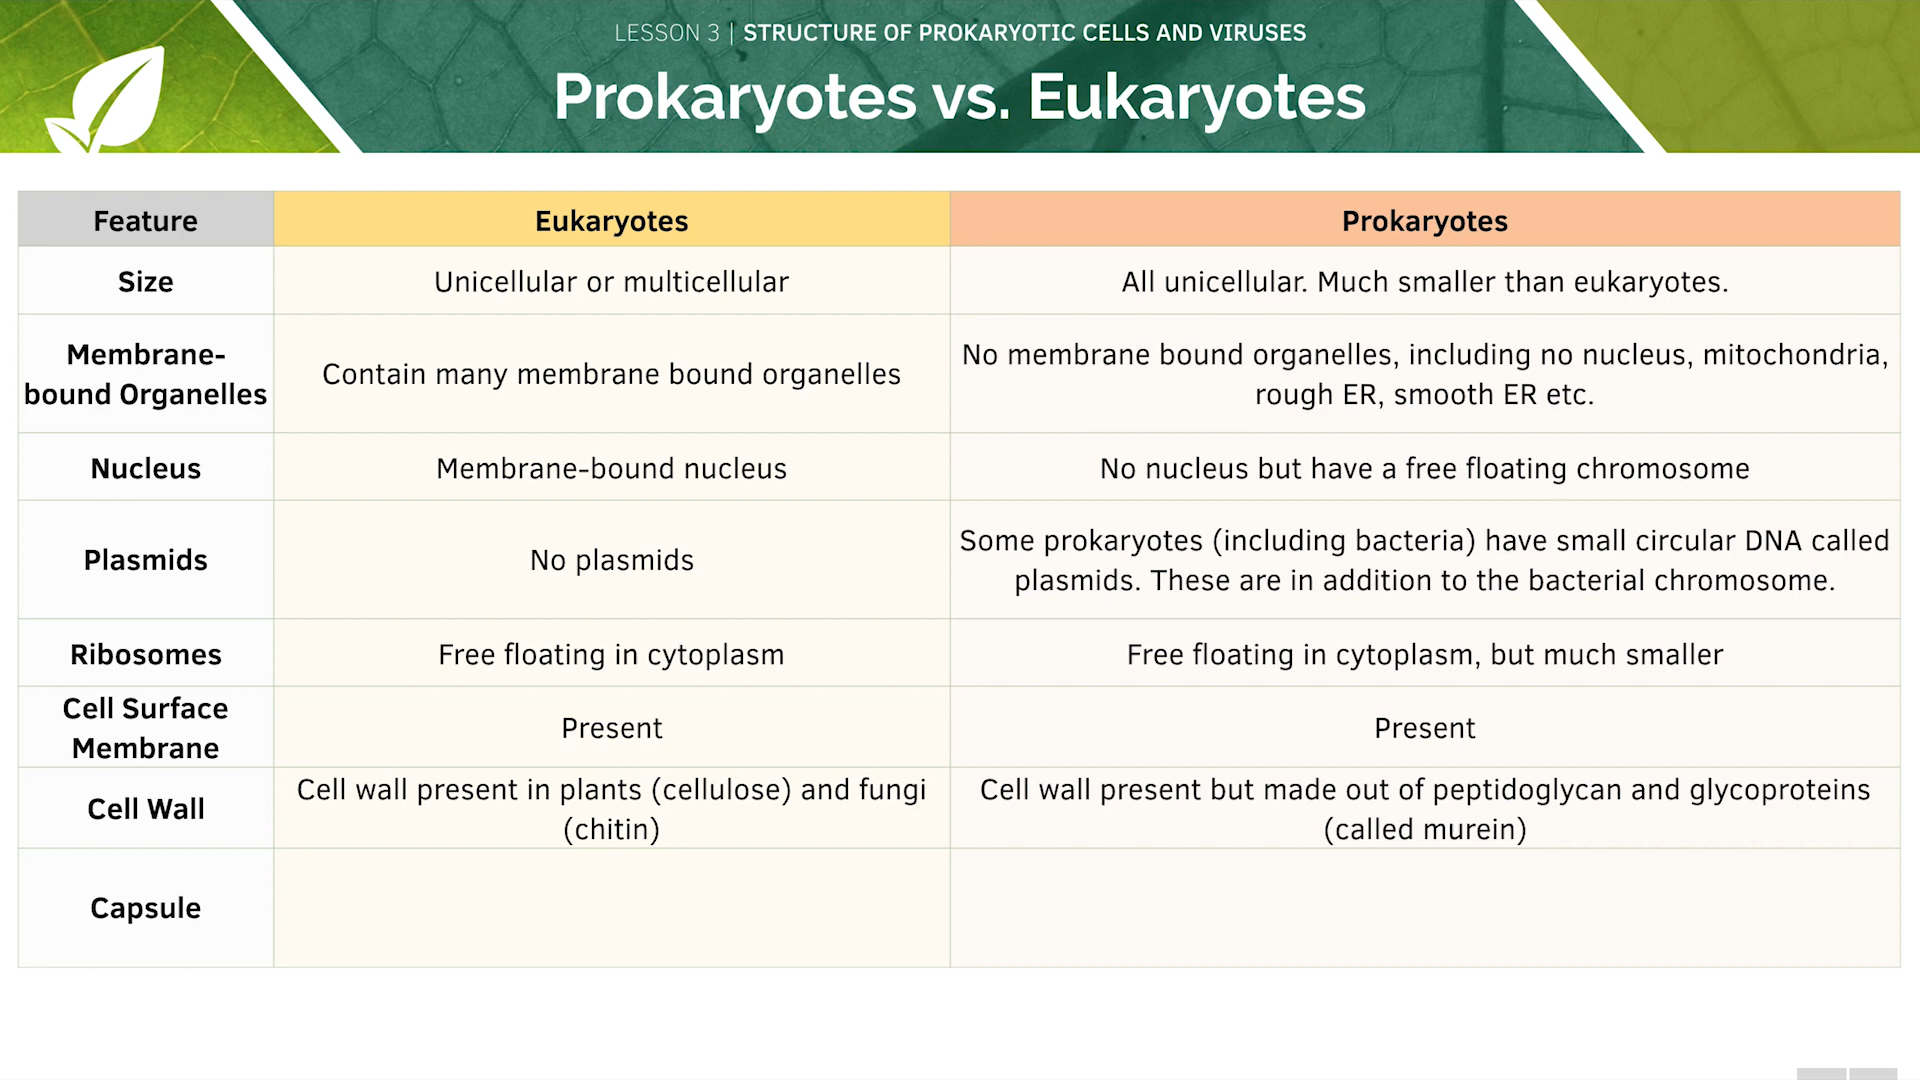 LESSON 3 | STRUCTURE OF PROKARYOTIC CELLS AND VIRUSES
Prokaryotes vs. Eukaryotes
Feature
Eukaryotes
Prokaryotes
Size
Unicellular or multicellular
All unicellular. Much smaller than eukaryotes.
Membrane-
bound Organelles
Contain many membrane bound organelles
No membrane bound organelles, including no nucleus, mitochondria,
rough ER, smooth ER etc.
Nucleus
Membrane-bound nucleus
No nucleus but have a free floating chromosome
Plasmids
No plasmids
Some prokaryotes (including bacteria) have small circular DNA called
plasmids. These are in addition to the bacterial chromosome.
Ribosomes
Free floating in cytoplasm
Free floating in cytoplasm, but much smaller
Cell Surface
Membrane
Present
Present
Cell Wall
Cell wall present in plants (cellulose) and fungi
(chitin)
Cell wall present but made out of peptidoglycan and glycoproteins
(called murein)
Capsule